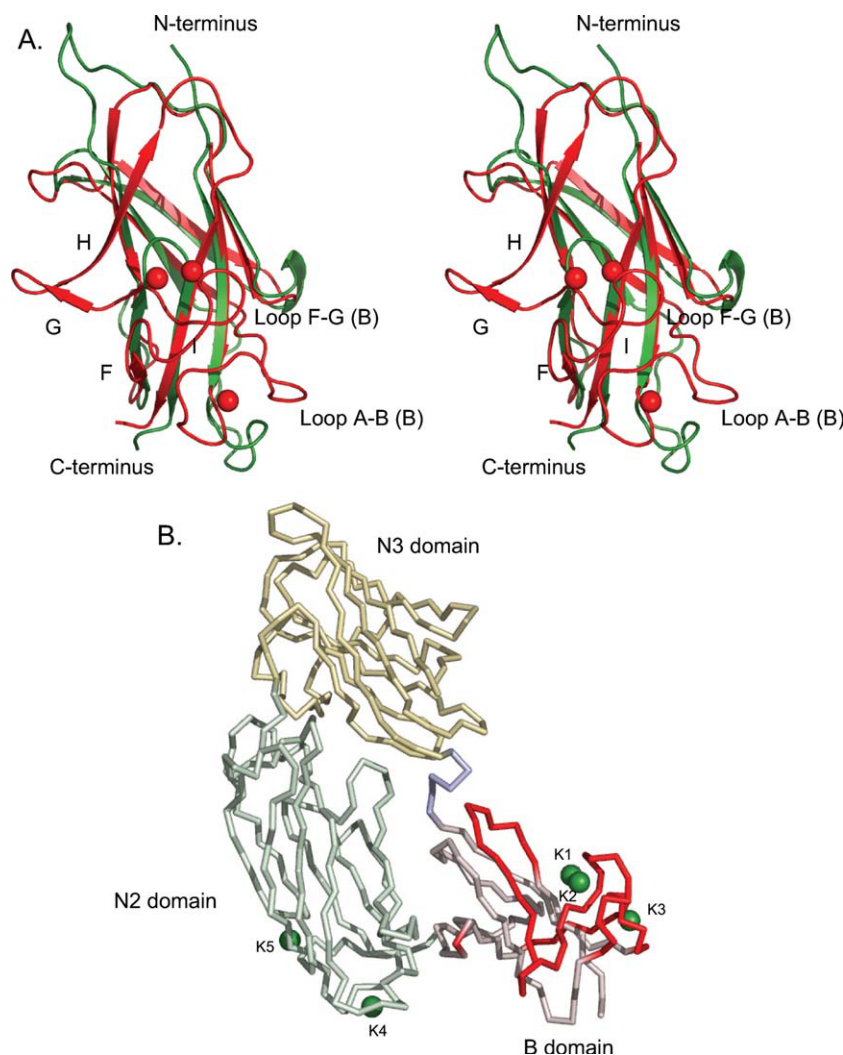 A.
N-terminus
N-terminus
H
H
G
G
Loop F-G (B)
Loop F-G (B)
I
I
F
F
Loop A-B (B)
Loop A-B (B)
C-terminus
C-terminus
B.
N3 domain
K1
K2
K3
N2 domain
K5
K4
B domain